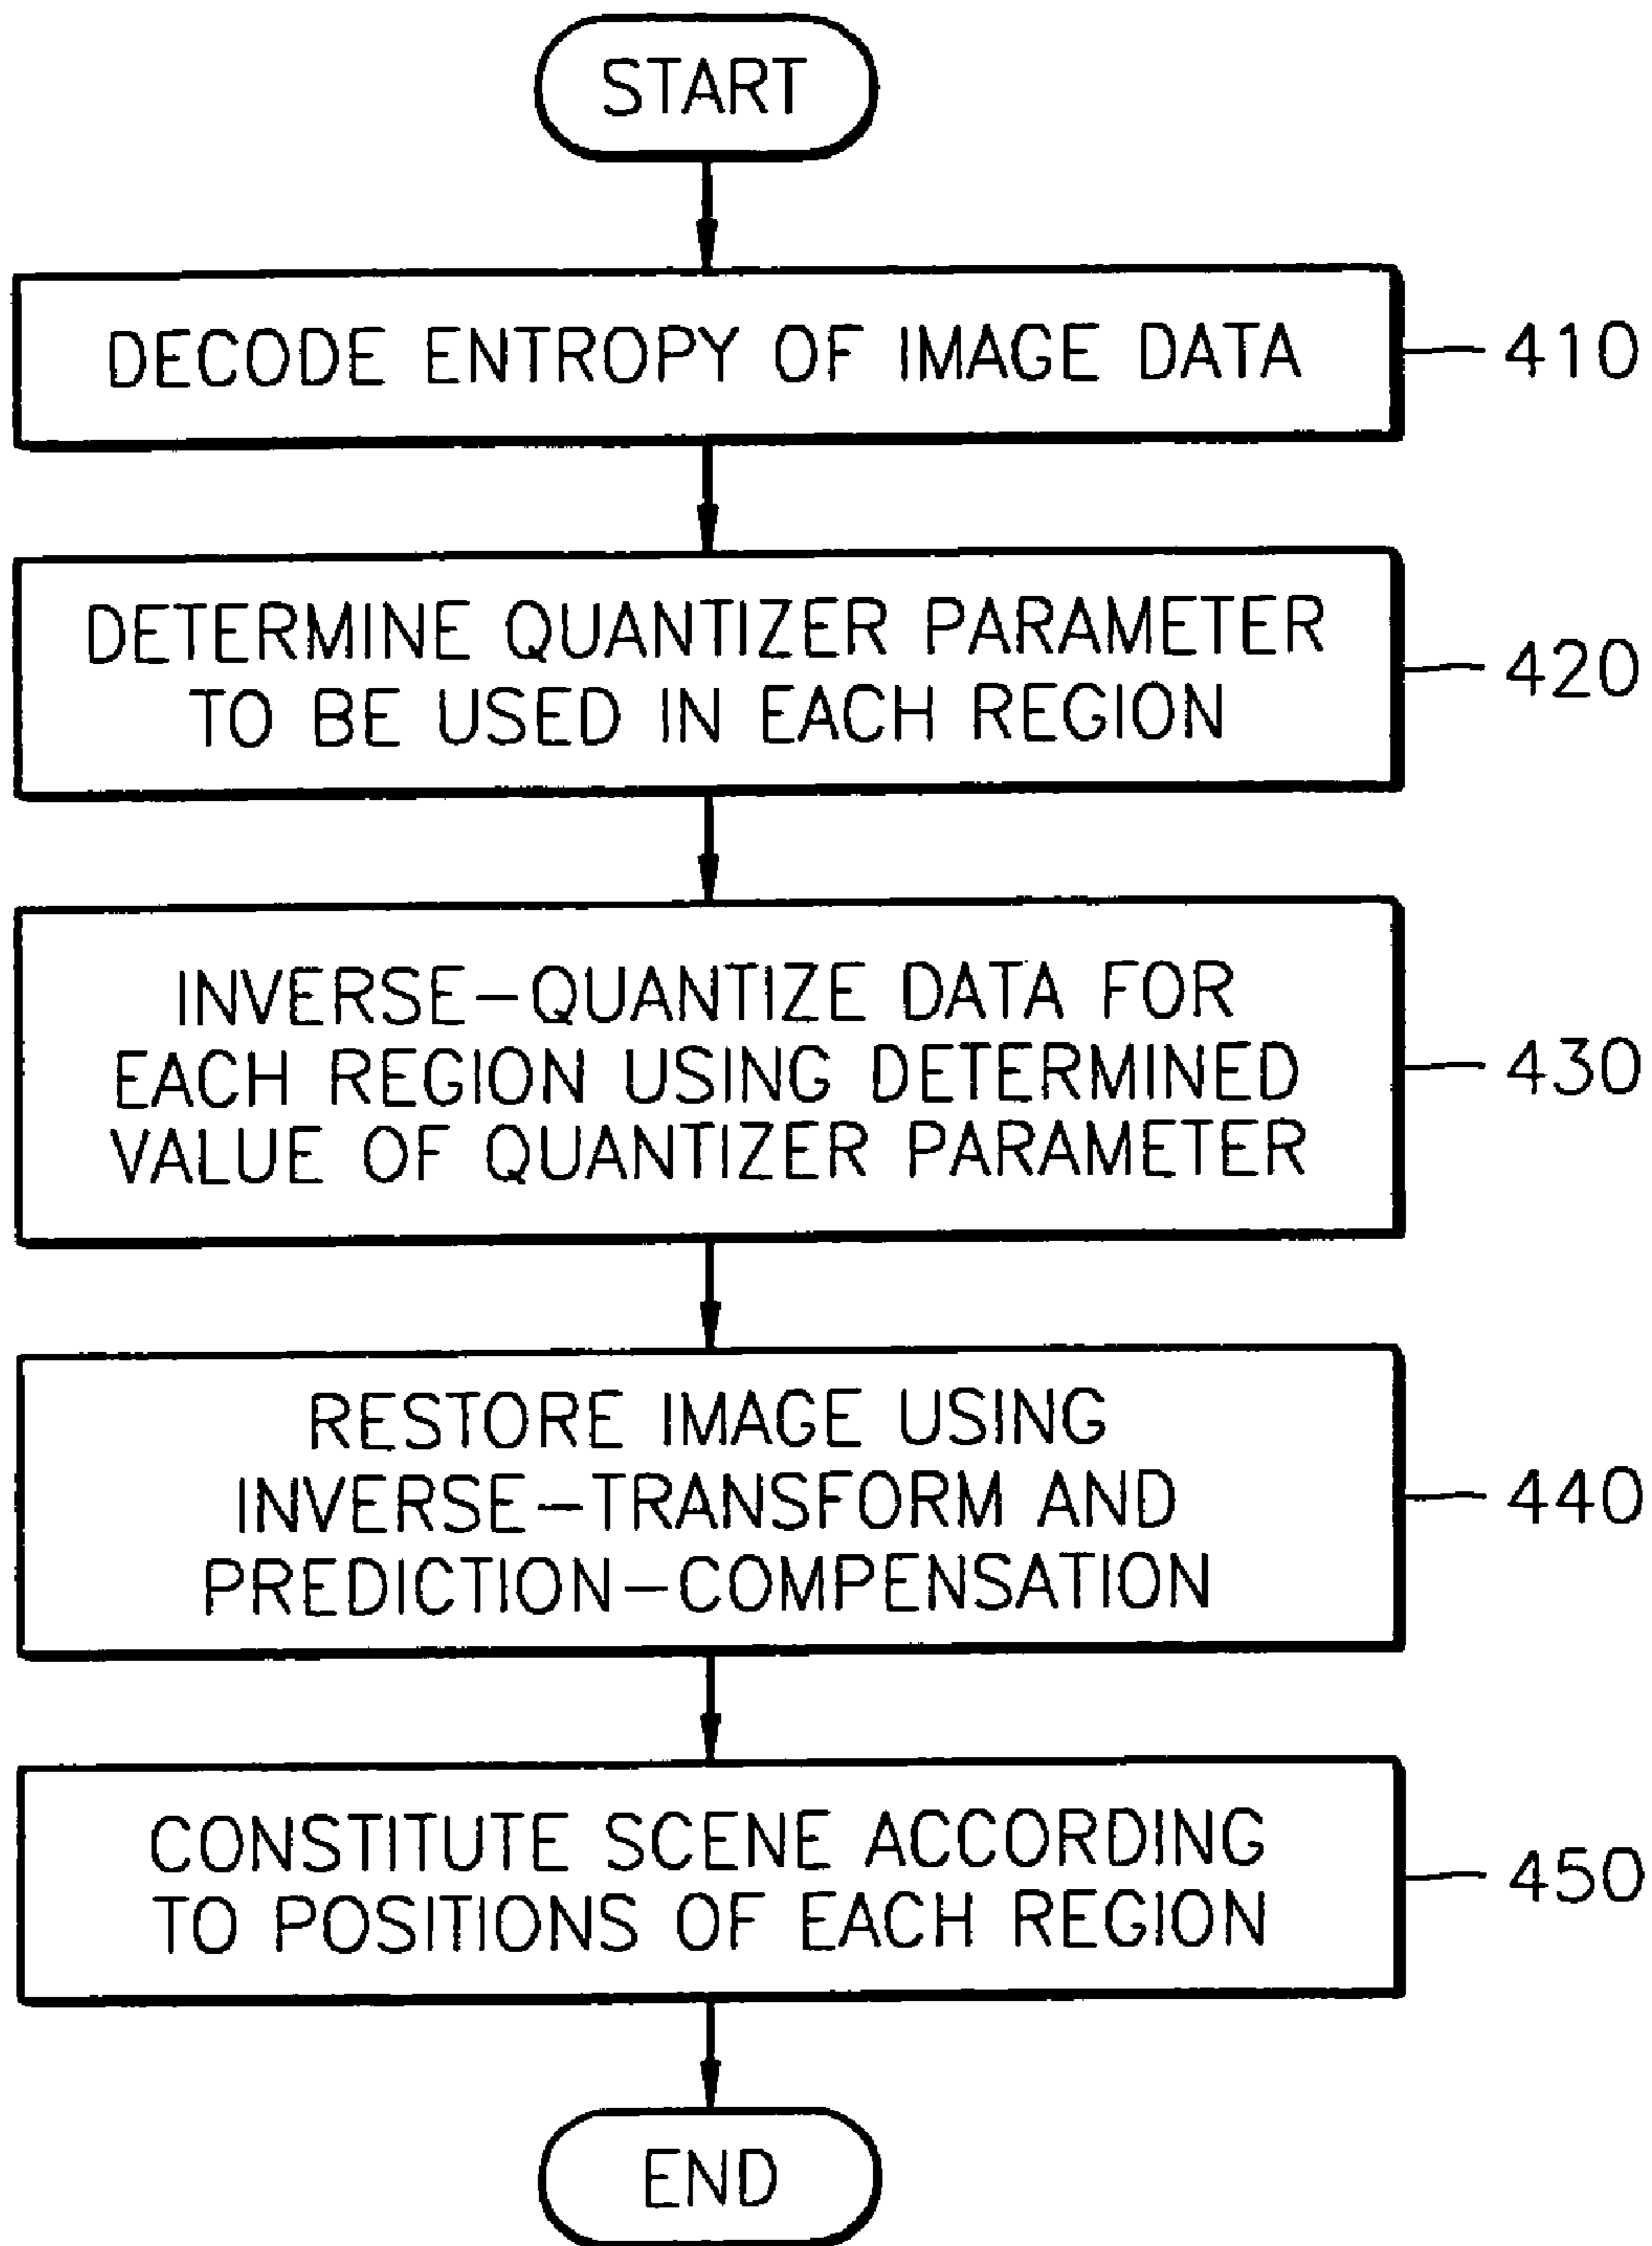 START
DECODE ENTROPY OF IMAGE DATA
410
DETERMINE QUANTIZER PARAMETER
TO BE USED IN EACH REGION
420
INVERSE-QUANTIZE DATA FOR
EACH REGION USING DETERMINED
VALUE OF QUANTIZER PARAMETER
430
RESTORE IMAGE USING
INVERSE-TRANSFORM AND
PREDICTION-COMPENSATION
440
CONSTITUTE SCENE ACCORDING
TO POSITIONS OF EACH REGION
450
END